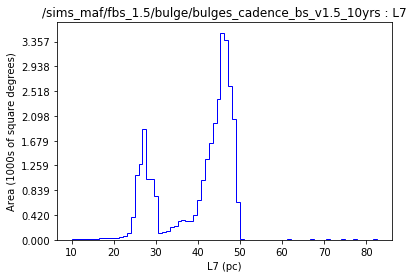 /sims_maf/fbs_1.5/bulge/bulges_cadence_bs_v1.5_10yrs : L7
3.357
2.938
2.518
2.098
1.679
1.259
0.839
0.420
0.000
Area (1000s of square degrees)
10 20 30 40 50 60 70 80
L7 (pc)